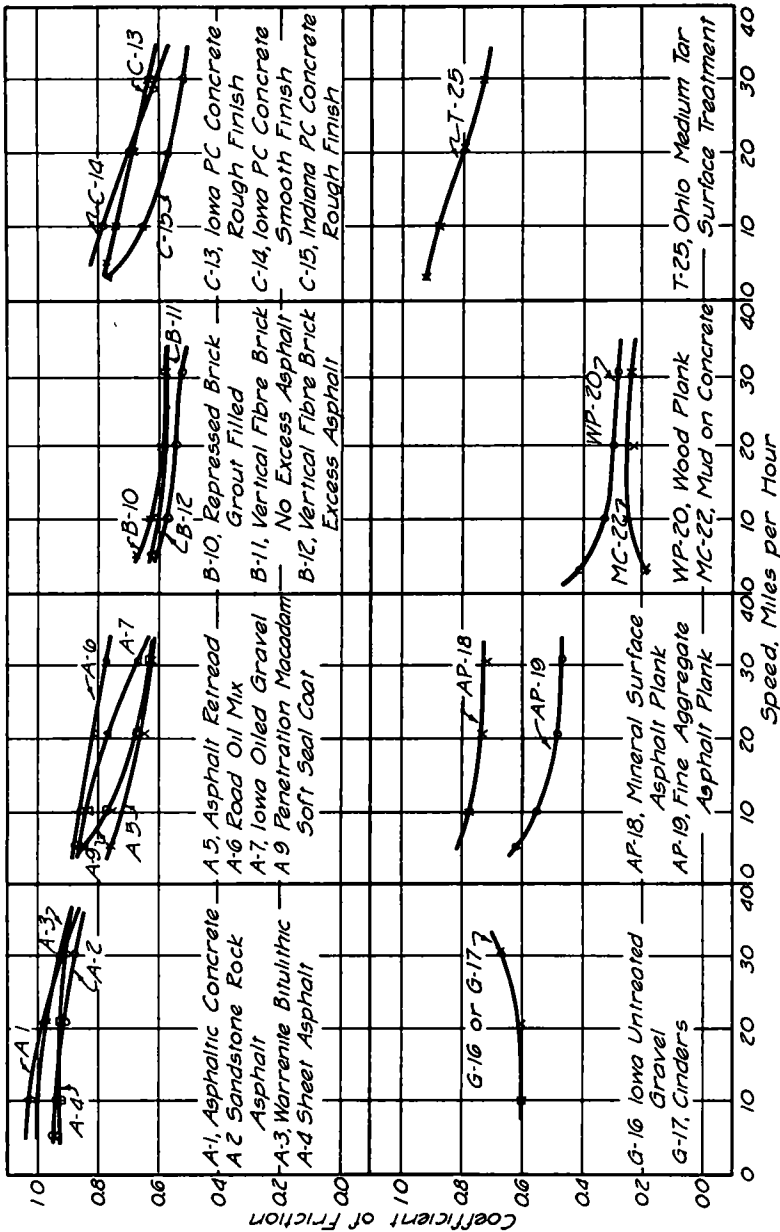 Coefficient of Friction
1.0
0.8
0.6
0.4
0.2
0.0
A1
A-3
A-2
A-4
A-1, Asphaltic Concrete
A 2 Sandstone Rock
Asphalt
A-3, Warrenite Bitulithic
A-4 Sheet Asphalt
A-6
A-7
A-9
A5
A 5, Asphalt Retread
A-6 Road Oil Mix
A-7, Iowa Oiled Gravel
A 9 Penetration Macadam
Soft Seal Coat
B-10
B-11
B-12
B-10, Repressed Brick
Grout Filled
B-11, Vertical Fibre Brick
No Excess Asphalt
B-12, Vertical Fibre Brick
Excess Asphalt
C-14
C-13
C-15
C-13, Iowa PC Concrete
Rough Finish
C-14, Iowa PC Concrete
Smooth Finish
C-15, Indiana PC Concrete
Rough Finish
1.0
0.8
0.6
0.4
0.2
0.0
G-16 or G-17
G-16 Iowa Untreated
Gravel
G-17, Cinders
AP-18
AP-19
AP-18, Mineral Surface
Asphalt Plank
AP-19, Fine Aggregate
Asphalt Plank
WP-20
MC-22
WP-20, Wood Plank
MC-22, Mud on Concrete
T-25
T-25, Ohio Medium Tar
Surface Treatment
0 10 20 30 40 0 10 20 30 40 0 10 20 30 40 0 10 20 30 40
Speed, Miles per Hour